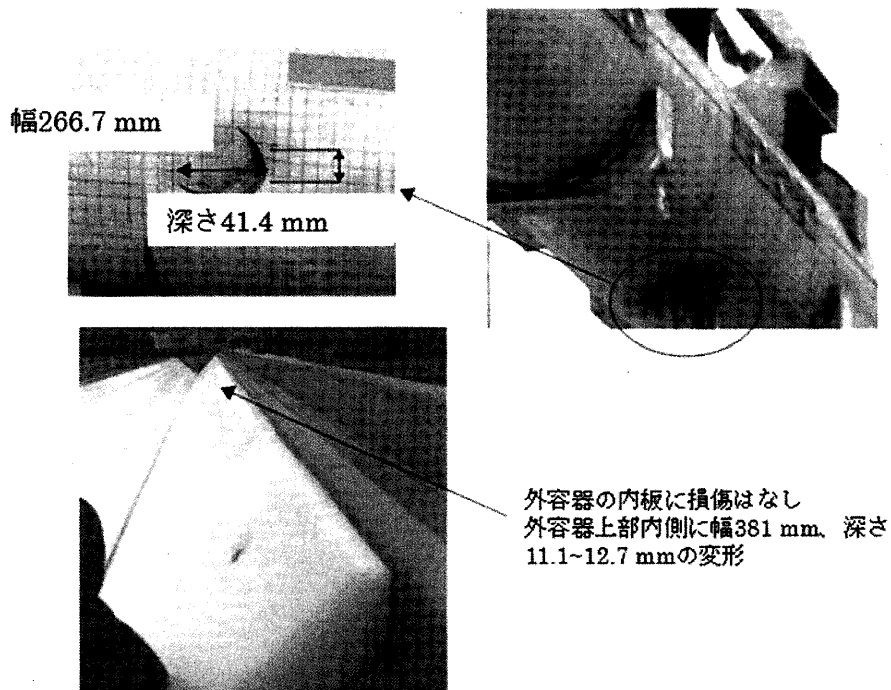 幅266.7 mm
深さ41.4 mm
外容器の内板に損傷はなし
外容器上部内側に幅381 mm、深さ
11.1~12.7 mmの変形